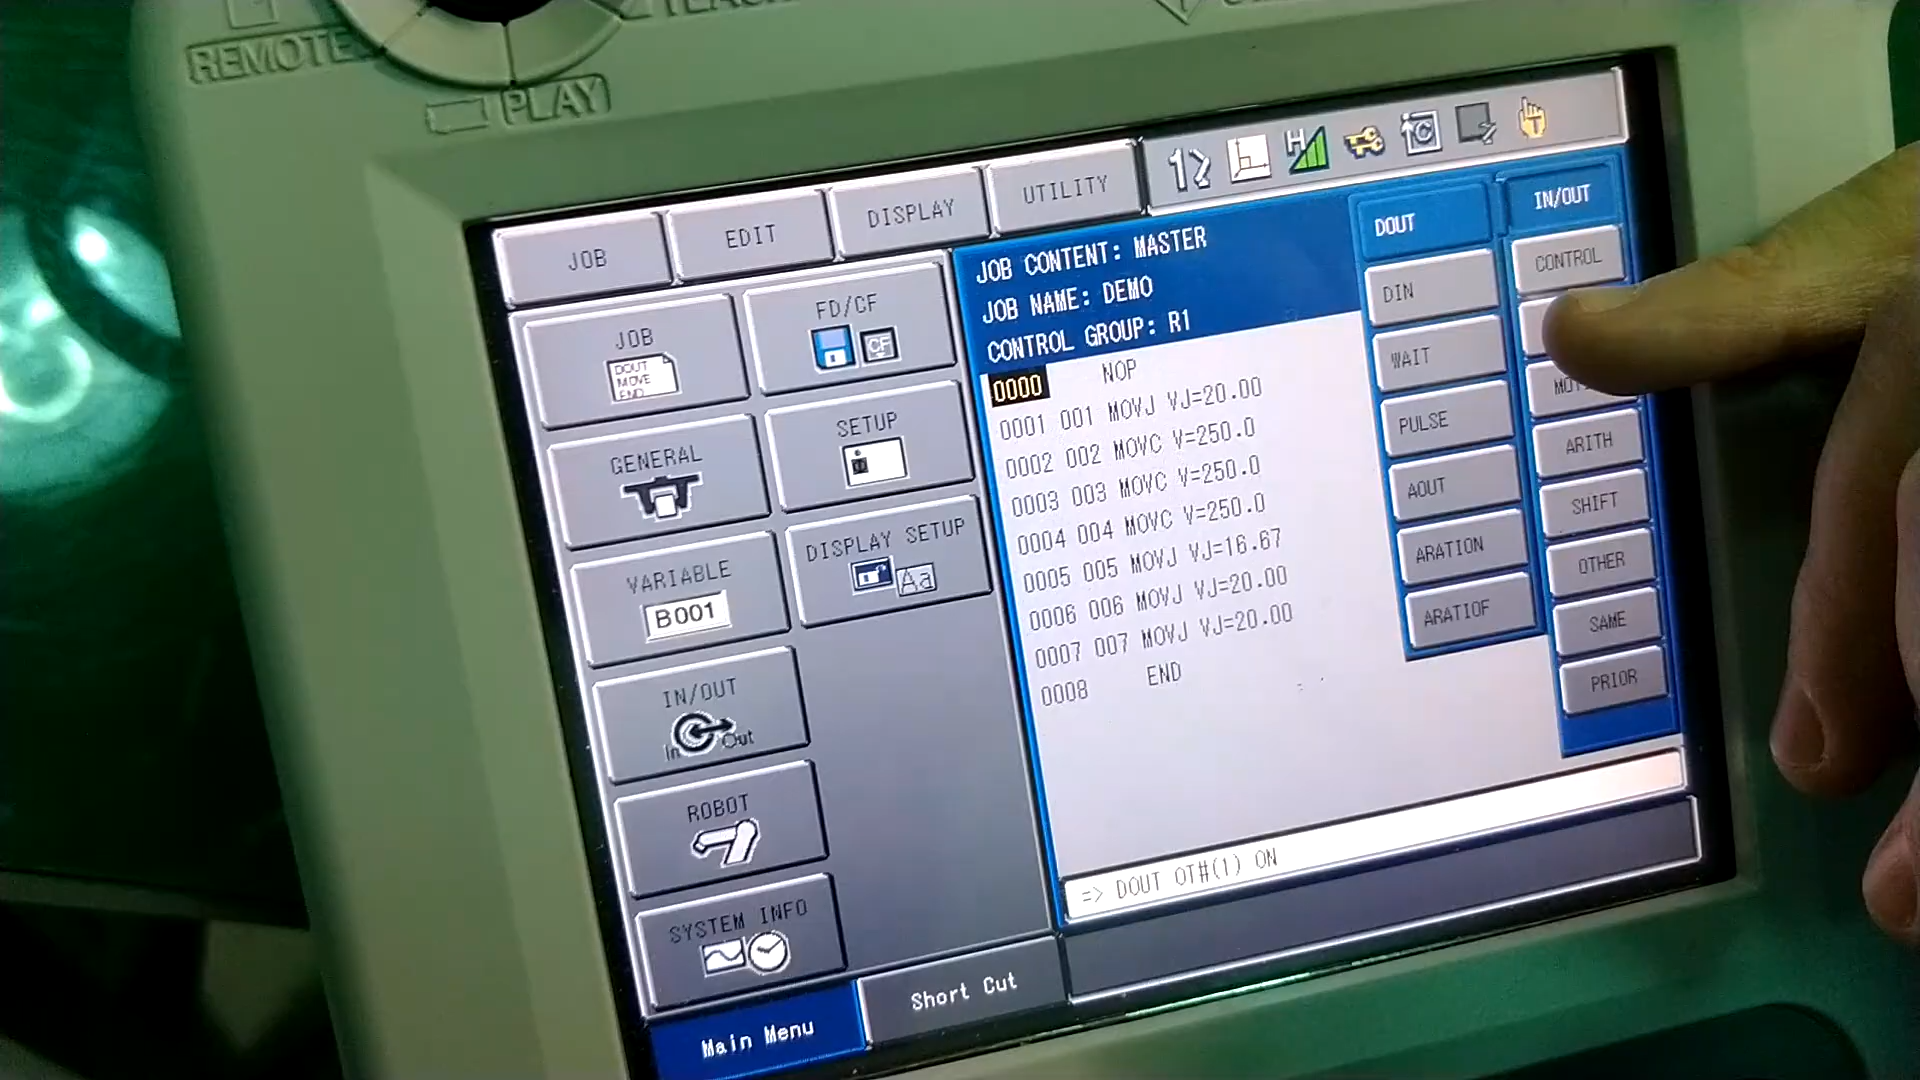 REMOTE
PLAY
JOB
EDIT
DISPLAY
UTILITY
JOB
DOUT
MOVE
END
FD/CF
CF
GENERAL
SETUP
VARIABLE
B001
DISPLAY SETUP
Aa
IN/OUT
In
Out
ROBOT
SYSTEM INFO
Main Menu
Short Cut
JOB CONTENT: MASTER
JOB NAME: DEMO
CONTROL GROUP: R1
0000 NOP
0001 001 MOVJ VJ=20.00
0002 002 MOVC V=250.0
0003 003 MOVC V=250.0
0004 004 MOVC V=250.0
0005 005 MOVJ VJ=16.67
0006 006 MOVJ VJ=20.00
0007 007 MOVJ VJ=20.00
0008 END
=> DOUT OT#(1) ON
DOUT
DIN
WAIT
PULSE
AOUT
ARATION
ARATIOF
IN/OUT
CONTROL
ARITH
SHIFT
OTHER
SAME
PRIOR